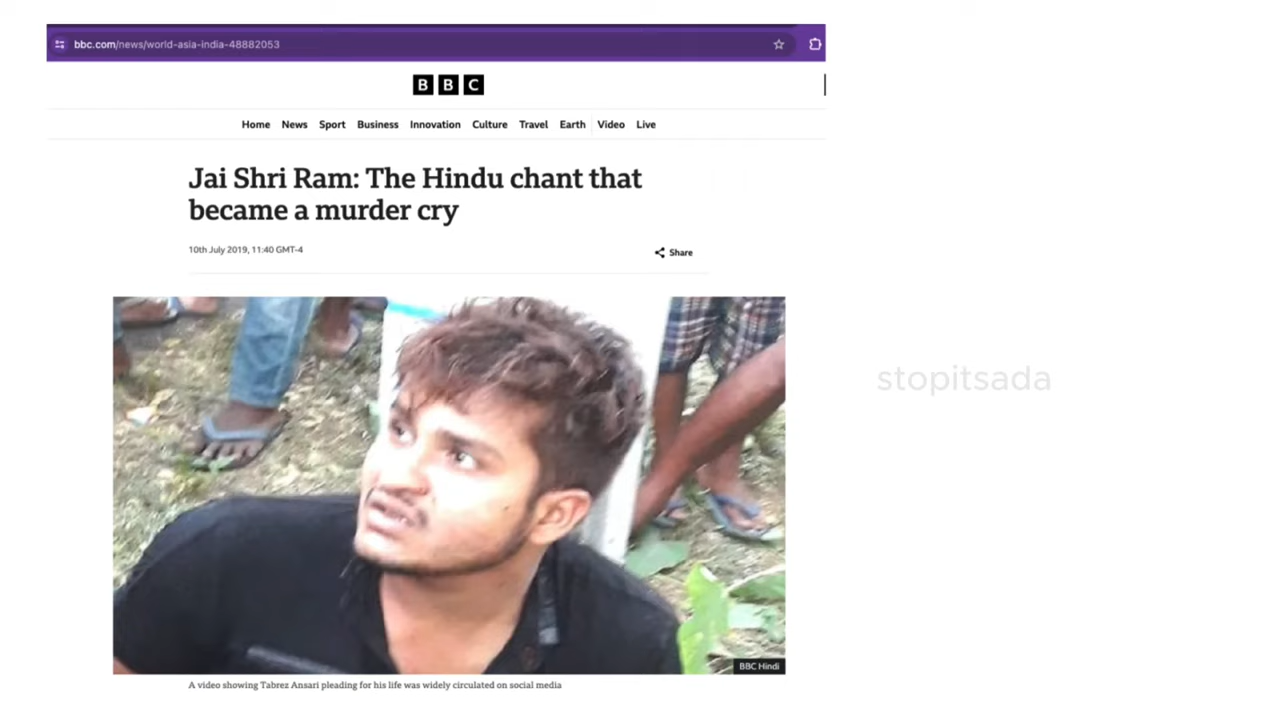 bbc.com/news/world-asia-india-48882053
BBC
Home News Sport Business Innovation Culture Travel Earth Video Live
Jai Shri Ram: The Hindu chant that
became a murder cry
10th July 2019, 11:40 GMT-4
Share
stopitsada
BBC Hindi
A video showing Tabrez Ansari pleading for his life was widely circulated on social media